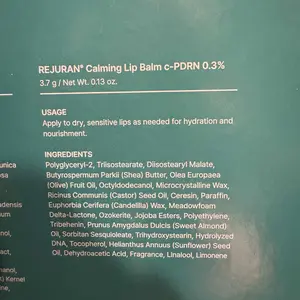 REJURAN® Calming Lip Balm c-PDRN 0.3%
3.7 g / Net Wt. 0.13 oz.
USAGE
Apply to dry, sensitive lips as needed for hydration and
nourishment.
INGREDIENTS
Polyglyceryl-2, Triisostearate, Diisostearyl Malate,
Butyrospermum Parkii (Shea) Butter, Olea Europaea
(Olive) Fruit Oil, Octyldodecanol, Microcrystalline Wax,
Ricinus Communis (Castor) Seed Oil, Ceresin, Paraffin,
Euphorbia Cerifera (Candelilla) Wax, Meadowfoam
Delta-Lactone, Ozokerite, Jojoba Esters, Polyethylene,
Tribehenin, Prunus Amygdalus Dulcis (Sweet Almond)
Oil, Sorbitan Sesquioleate, Trihydroxystearin, Hydrolyzed
DNA, Tocopherol, Helianthus Annuus (Sunflower) Seed
Oil, Dehydroacetic Acid, Fragrance, Linalool, Limonene